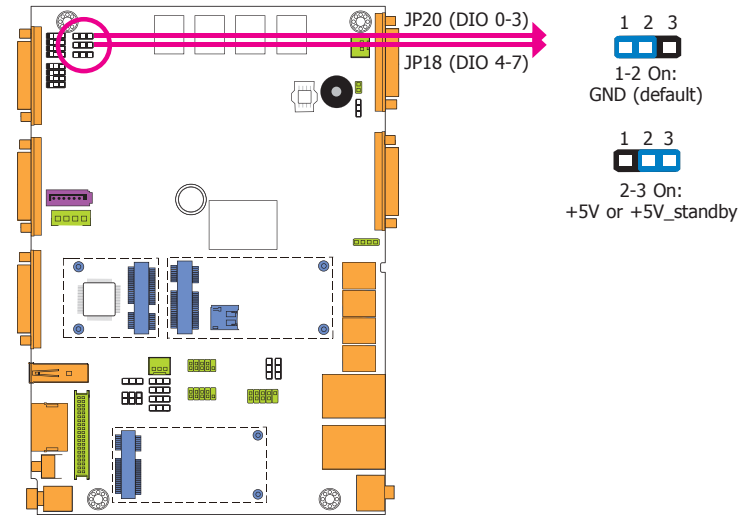 JP20 (DIO 0-3)
JP18 (DIO 4-7)
1 2 3
1-2 On:
GND (default)
1 2 3
2-3 On:
+5V or +5V_standby